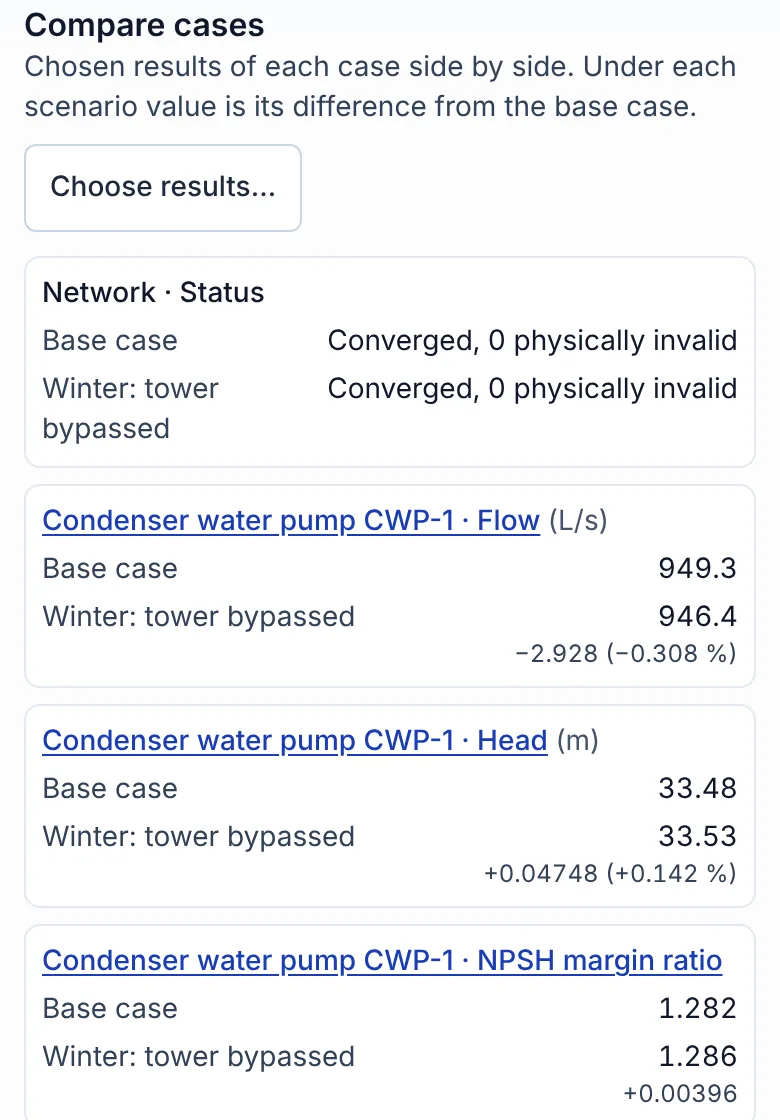 Compare cases
Chosen results of each case side by side. Under each
scenario value is its difference from the base case.
Choose results...
Network · Status
Base case Converged, 0 physically invalid
Winter: tower Converged, 0 physically invalid
bypassed
Condenser water pump CWP-1 · Flow (L/s)
Base case 949.3
Winter: tower bypassed 946.4
−2.928 (−0.308 %)
Condenser water pump CWP-1 · Head (m)
Base case 33.48
Winter: tower bypassed 33.53
+0.04748 (+0.142 %)
Condenser water pump CWP-1 · NPSH margin ratio
Base case 1.282
Winter: tower bypassed 1.286
+0.00396